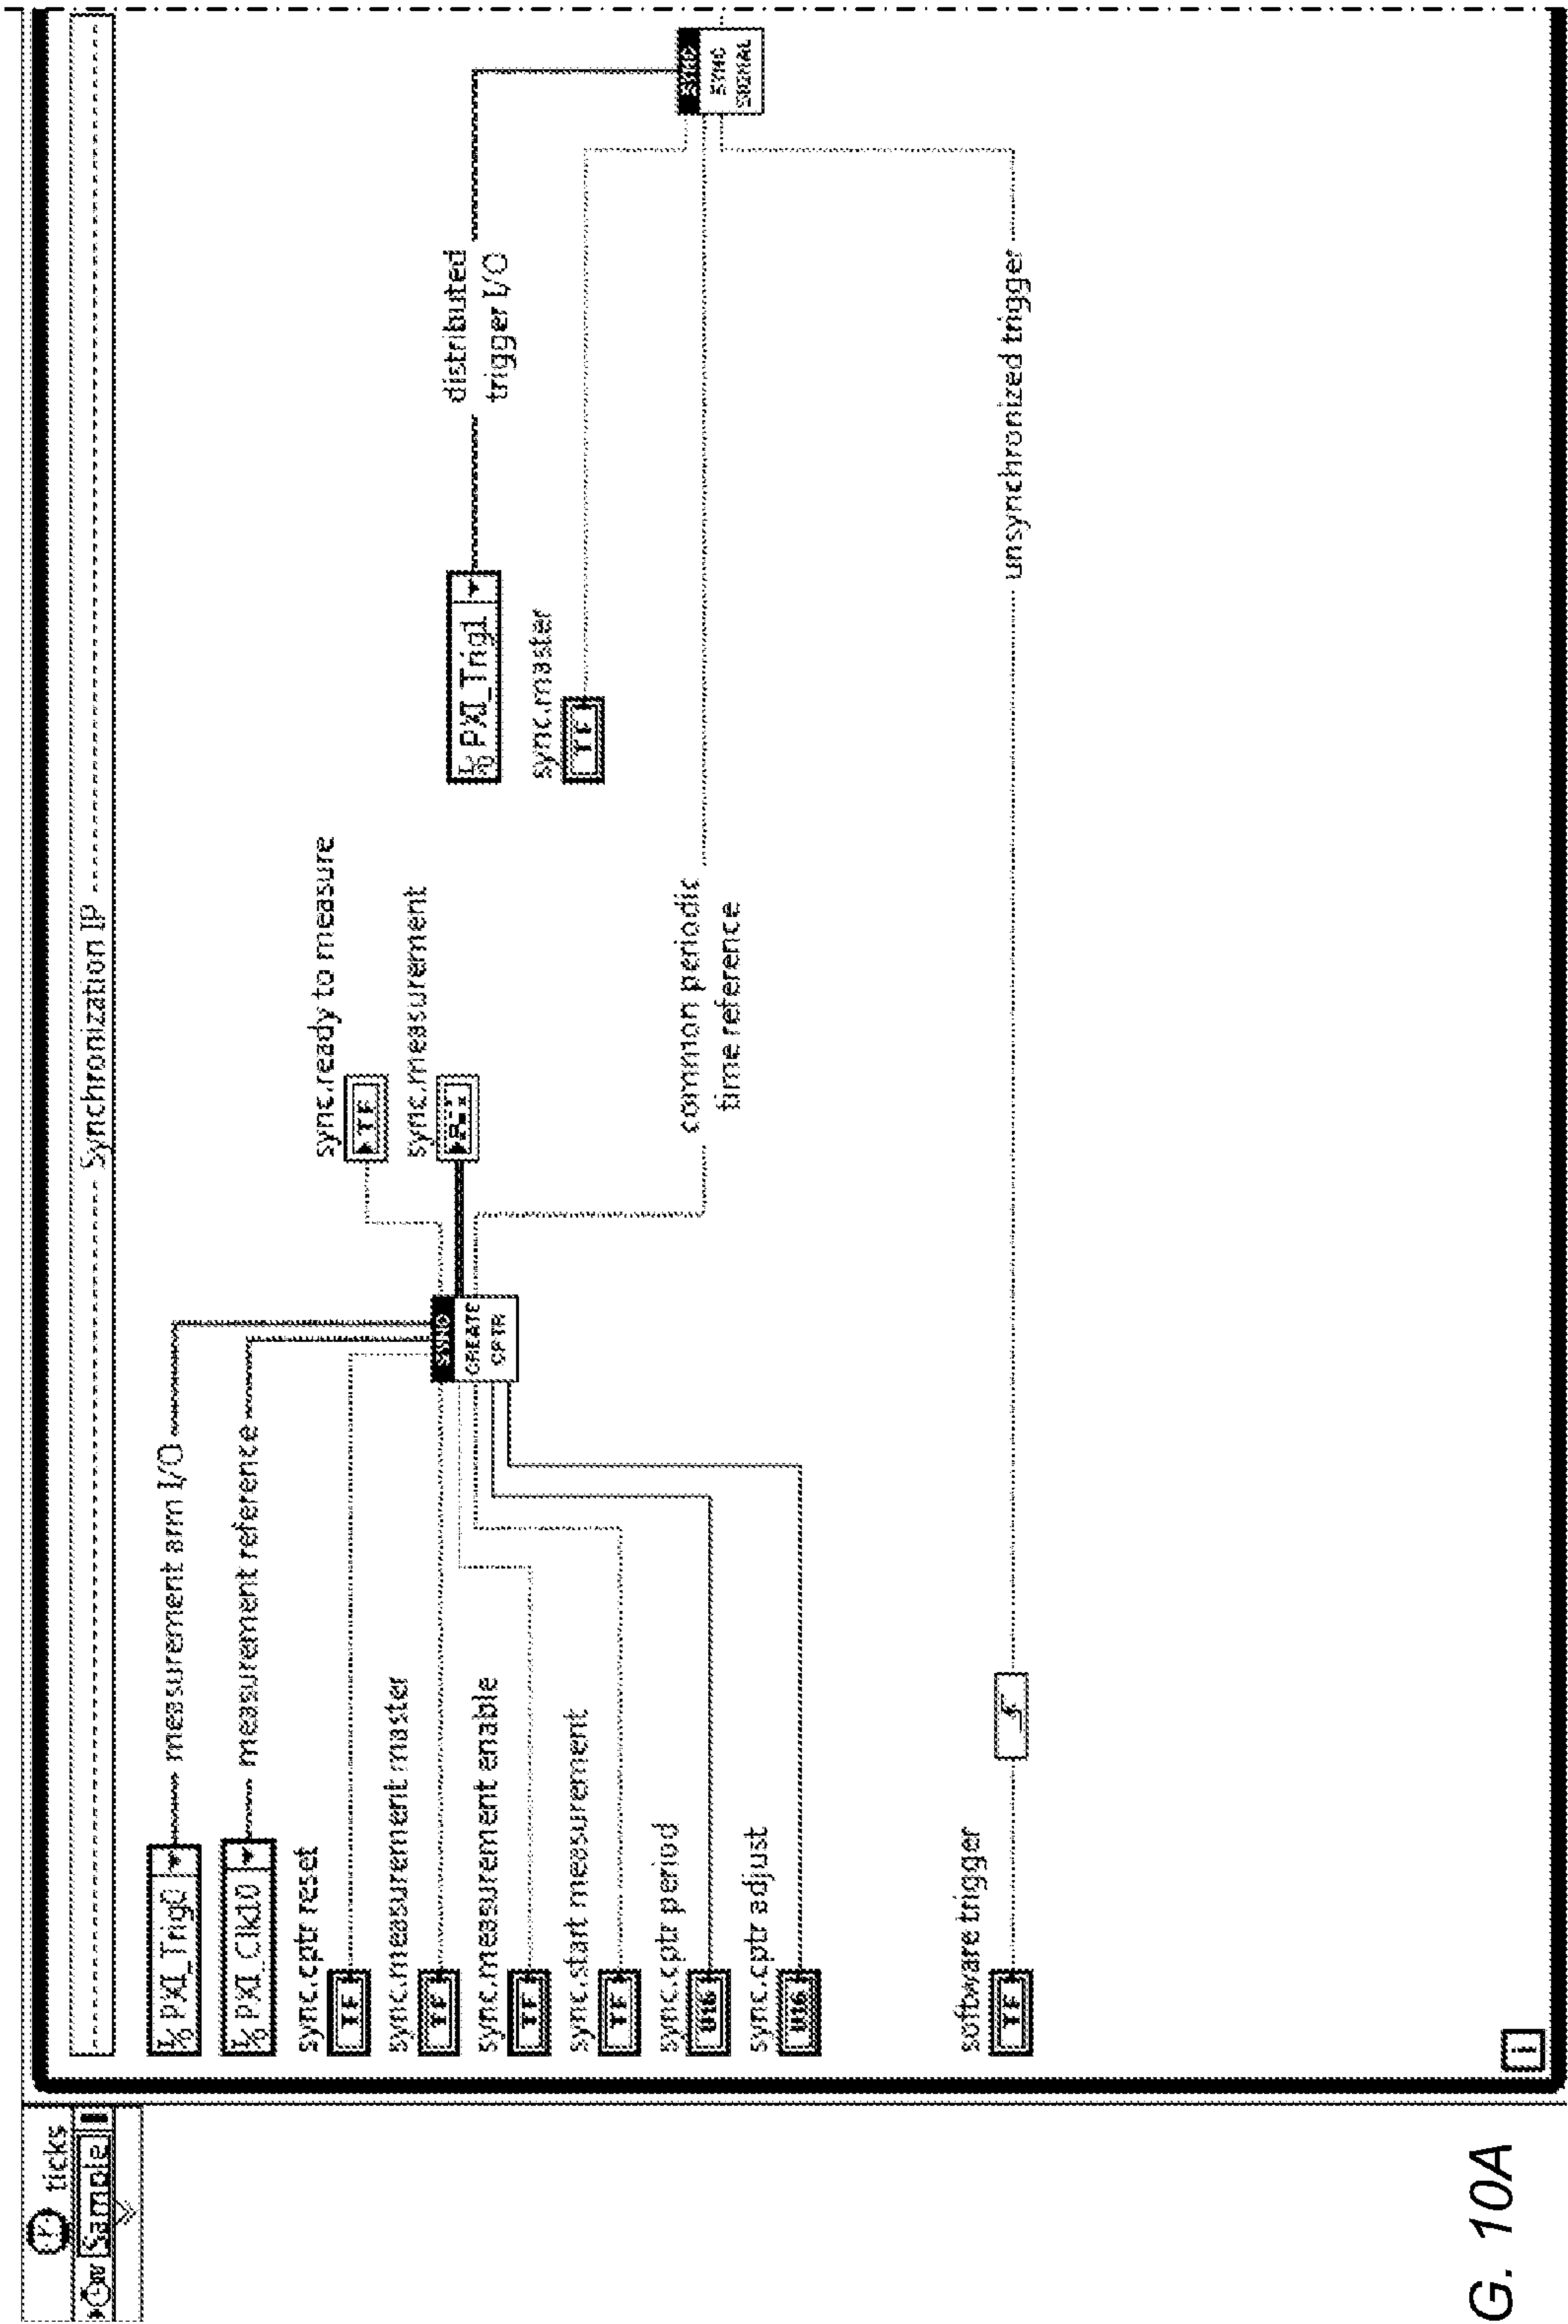 ticks
Sample
Synchronization IP
I/O PXI_Trig0
measurement arm I/O
I/O PXI_Clk10
measurement reference
sync.cptr reset
TF
sync.measurement master
TF
sync.measurement enable
TF
sync.start measurement
TF
sync.cptr period
U16
sync.cptr adjust
U16
SYNC
CREATE
CPTR
sync.ready to measure
TF
sync.measurement
common periodic
time reference
I/O PXI_Trig1
distributed
trigger I/O
sync.master
TF
SYNC
SYNC
SIGNAL
software trigger
TF
unsynchronized trigger
i
G. 10A